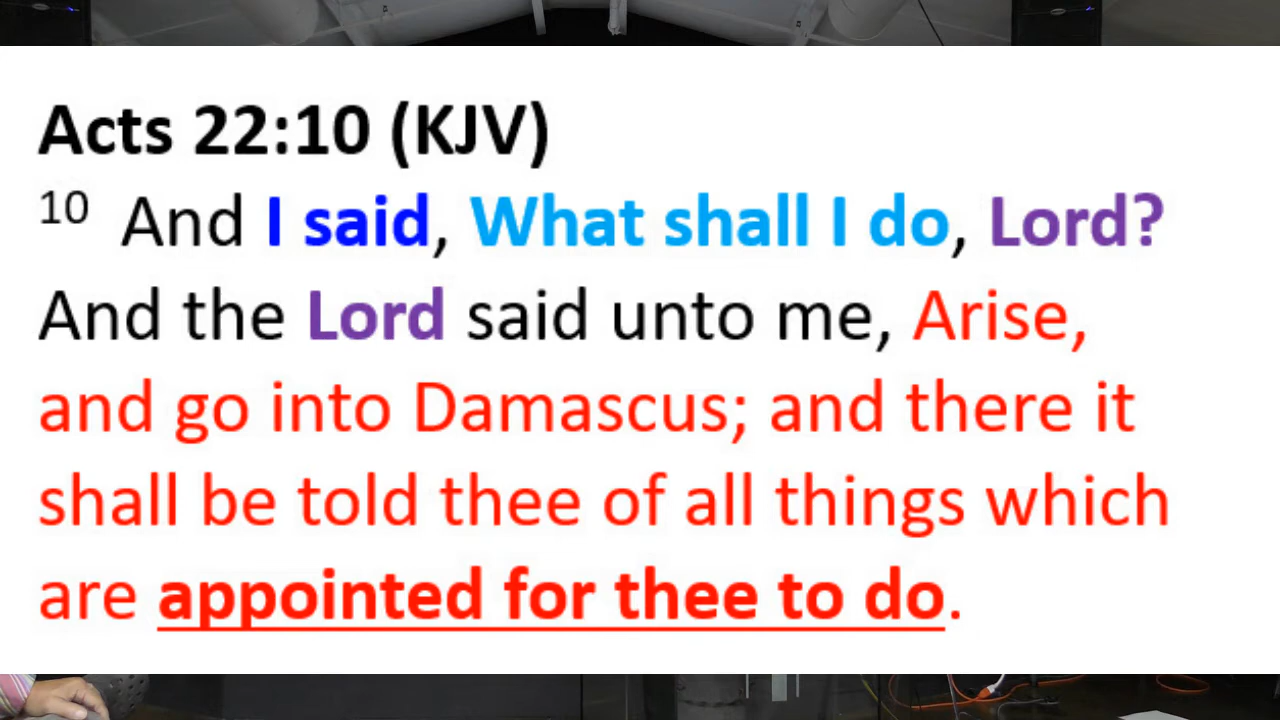 Acts 22:10 (KJV)
10 And I said, What shall I do, Lord?
And the Lord said unto me, Arise,
and go into Damascus; and there it
shall be told thee of all things which
are appointed for thee to do.